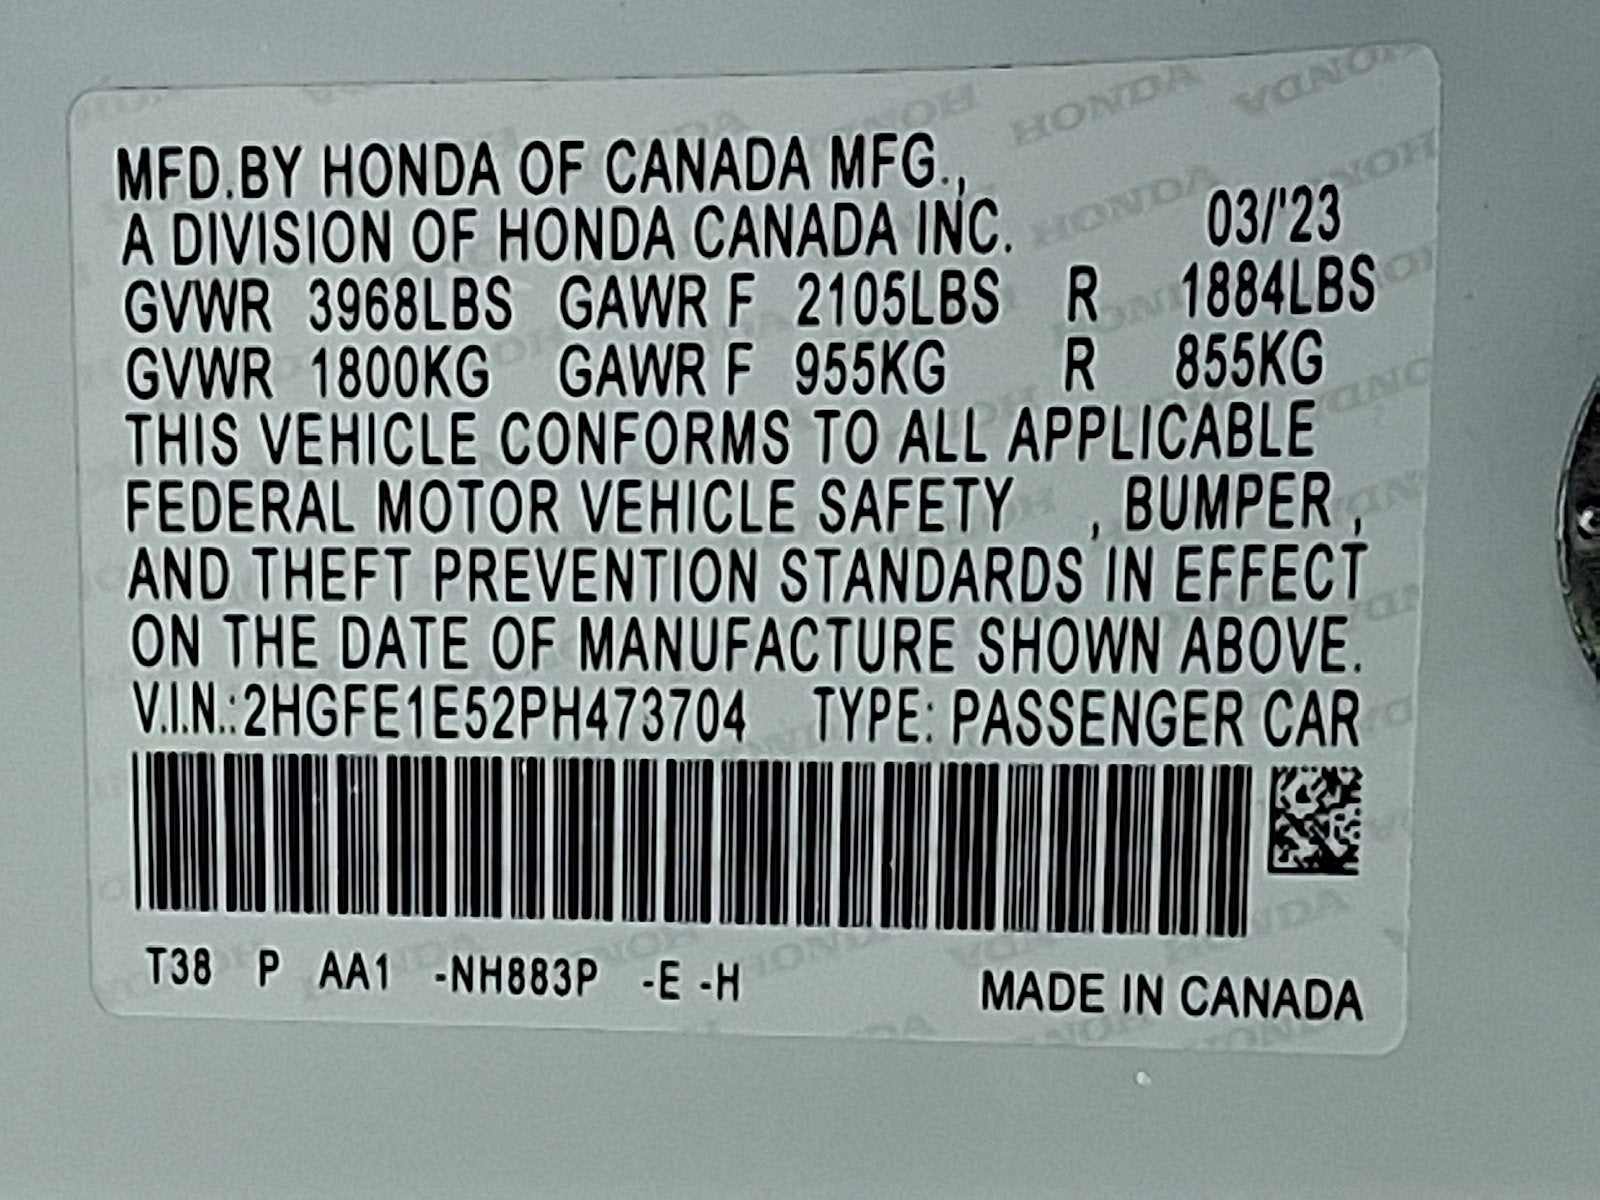 MFD.BY HONDA OF CANADA MFG.,
A DIVISION OF HONDA CANADA INC. 03/'23
GVWR 3968LBS GAWR F 2105LBS R 1884LBS
GVWR 1800KG GAWR F 955KG R 855KG
THIS VEHICLE CONFORMS TO ALL APPLICABLE
FEDERAL MOTOR VEHICLE SAFETY , BUMPER ,
AND THEFT PREVENTION STANDARDS IN EFFECT
ON THE DATE OF MANUFACTURE SHOWN ABOVE.
V.I.N.:2HGFE1E52PH473704 TYPE: PASSENGER CAR
T38 P AA1 -NH883P -E -H MADE IN CANADA